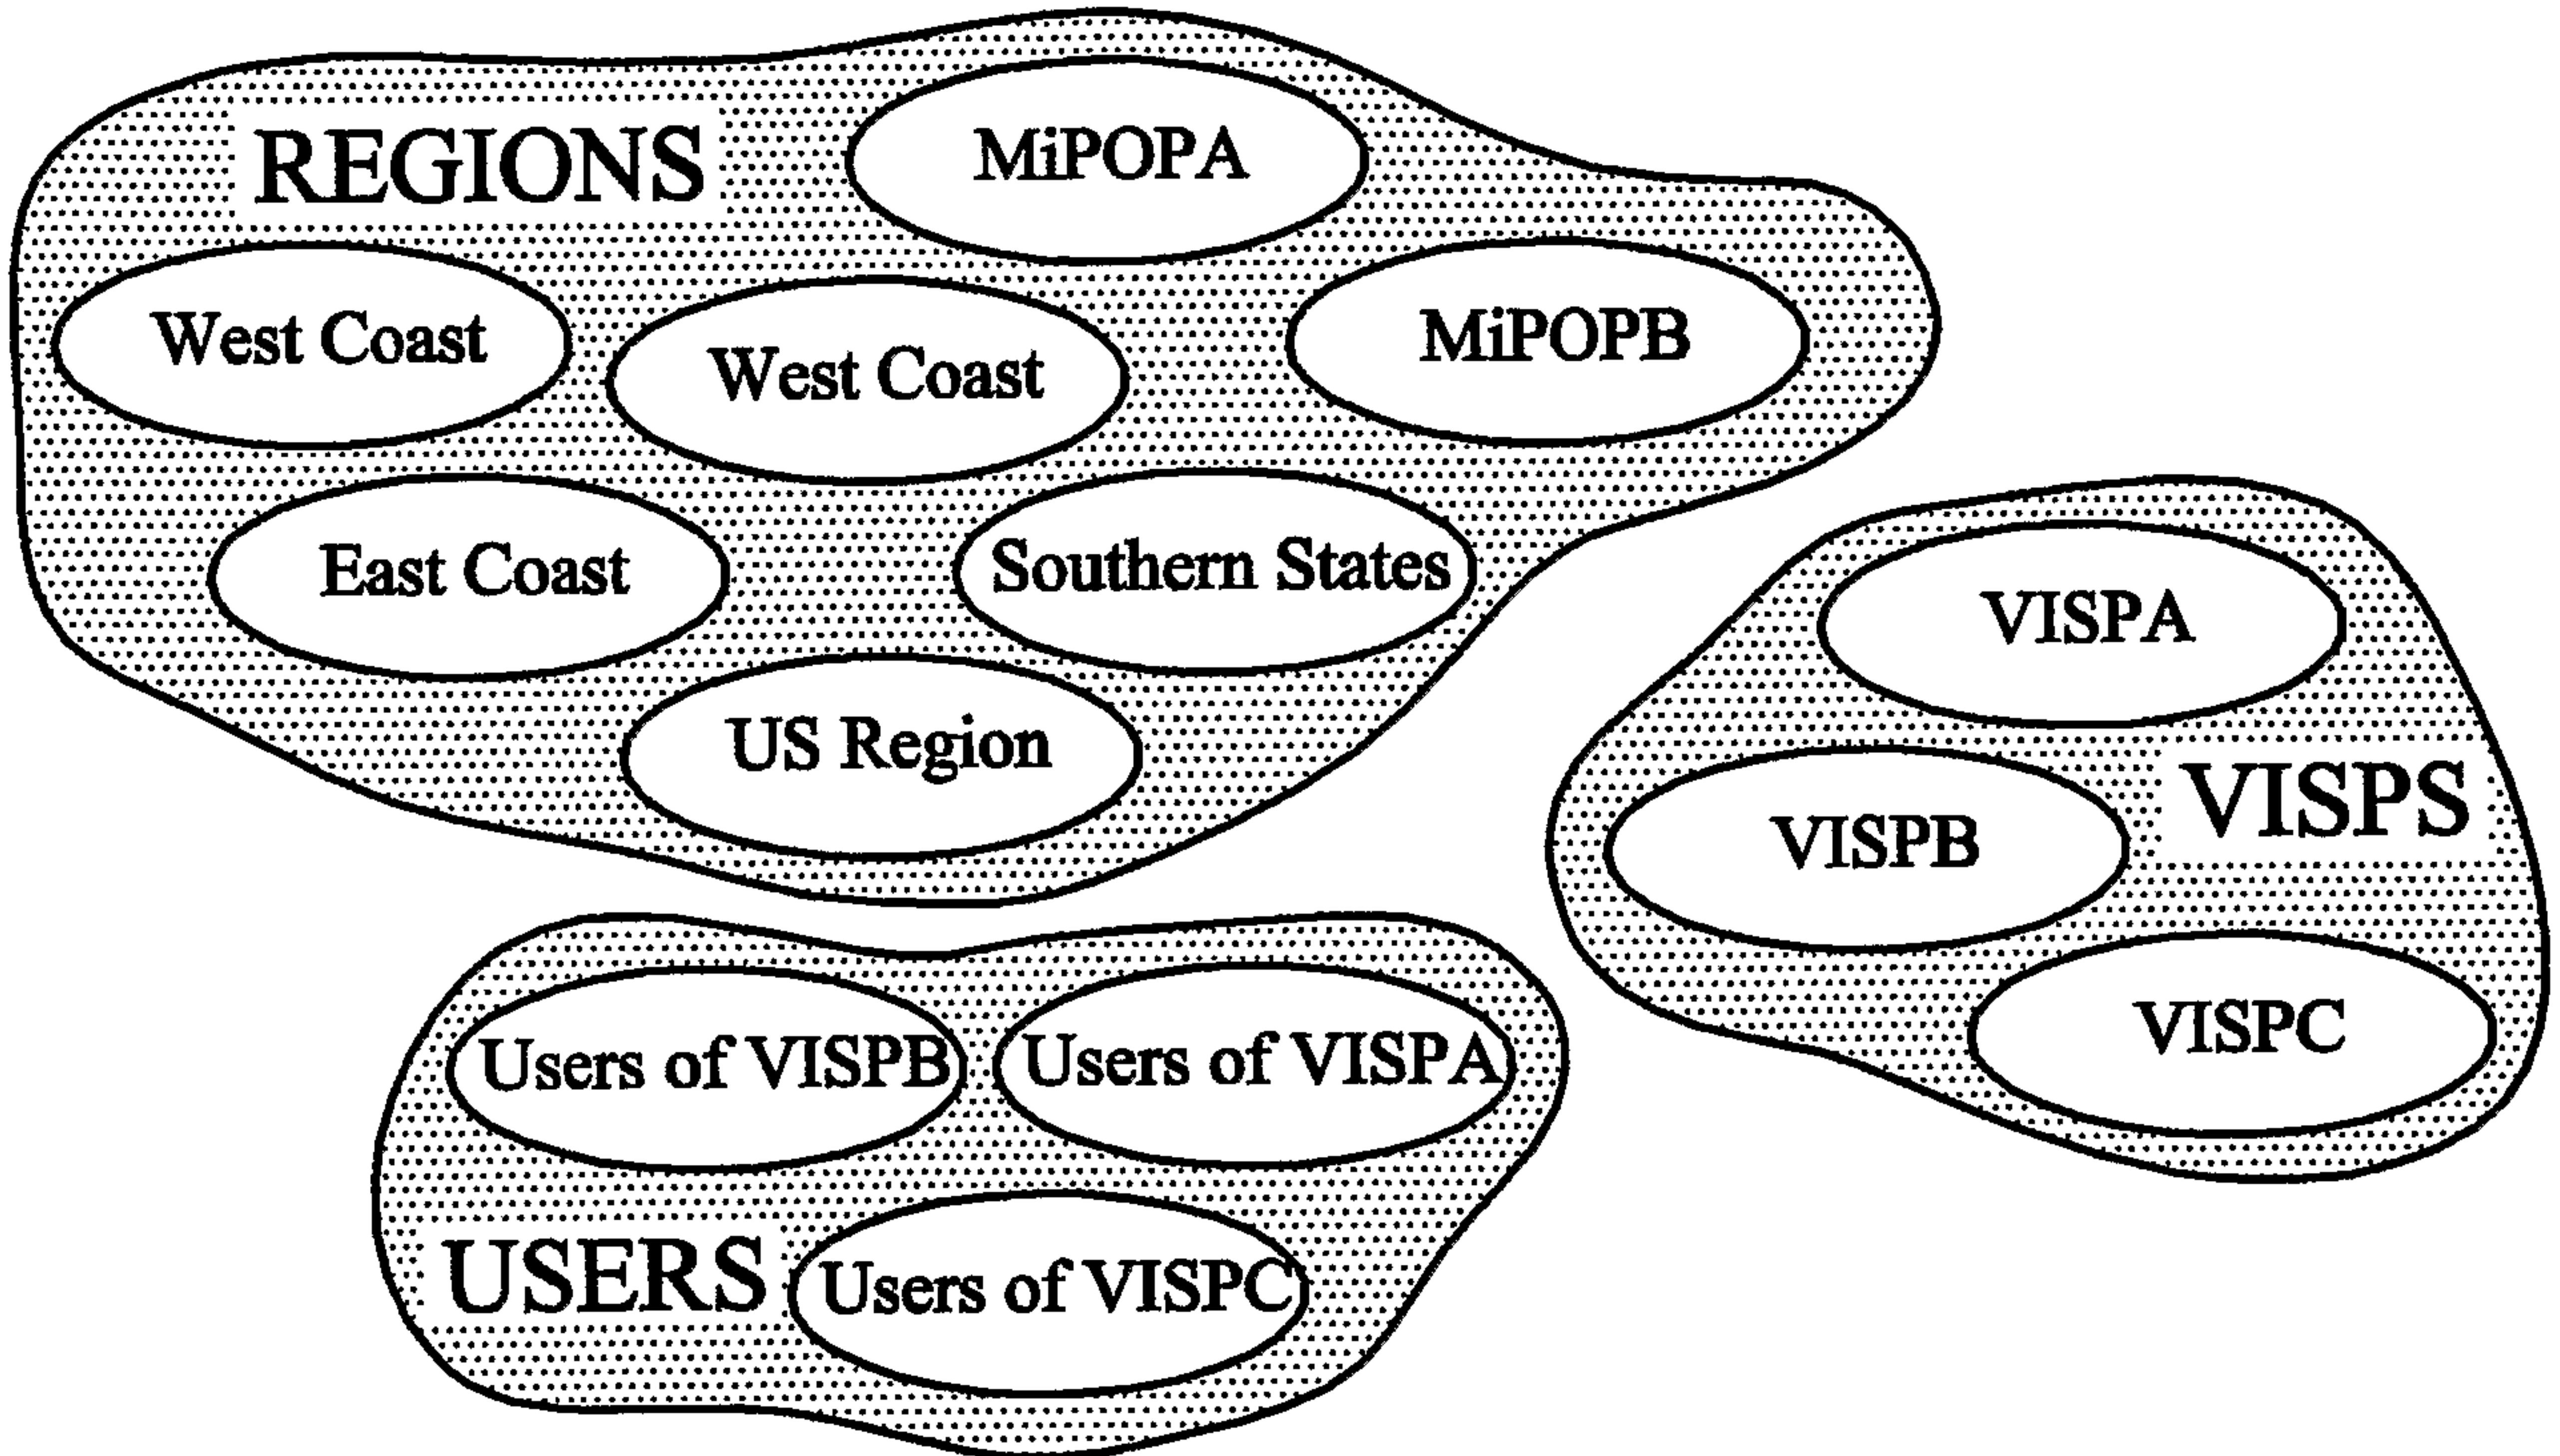 REGIONS
MiPOPA
West Coast
West Coast
MiPOPB
East Coast
Southern States
US Region
VISPA
VISPB
VISPS
VISPC
Users of VISPB
Users of VISPA
USERS
Users of VISPC